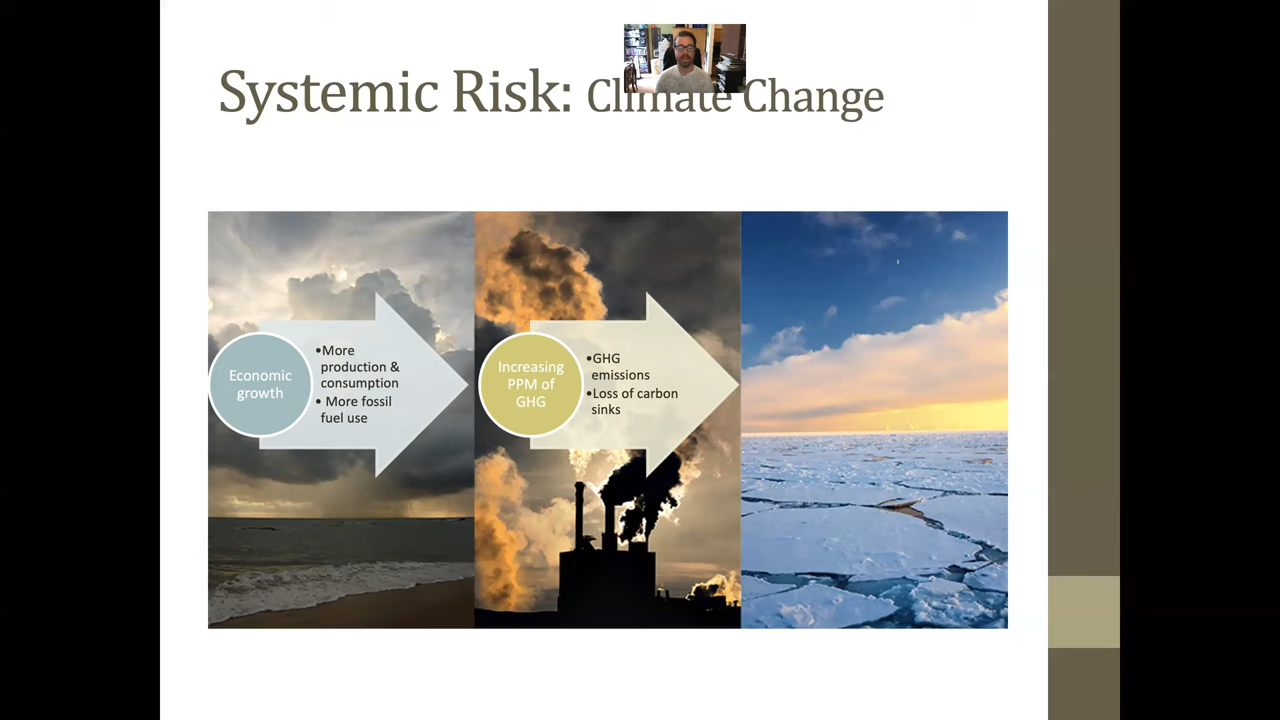 Systemic Risk: Climate Change
Economic
growth
•More
production &
consumption
• More fossil
fuel use
Increasing
PPM of
GHG
•GHG
emissions
•Loss of carbon
sinks